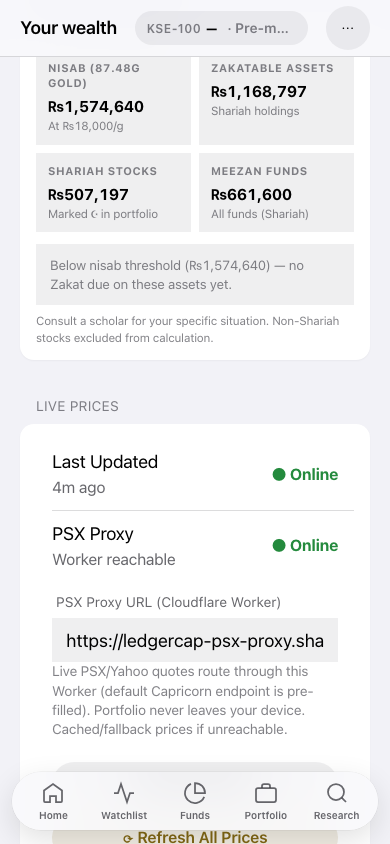 Your wealth
KSE-100 – · Pre-m...
...
NISAB (87.48G
GOLD)
₨1,574,640
At ₨18,000/g
ZAKATABLE ASSETS
₨1,168,797
Shariah holdings
SHARIAH STOCKS
₨507,197
Marked ☪ in portfolio
MEEZAN FUNDS
₨661,600
All funds (Shariah)
Below nisab threshold (₨1,574,640) — no
Zakat due on these assets yet.
Consult a scholar for your specific situation. Non-Shariah
stocks excluded from calculation.
LIVE PRICES
Last Updated
4m ago
Online
PSX Proxy
Worker reachable
Online
PSX Proxy URL (Cloudflare Worker)
https://ledgercap-psx-proxy.sha
Live PSX/Yahoo quotes route through this
Worker (default Capricorn endpoint is pre-
filled). Portfolio never leaves your device.
Cached/fallback prices if unreachable.
Home
Watchlist
Funds
Portfolio
Research
⟳ Refresh All Prices